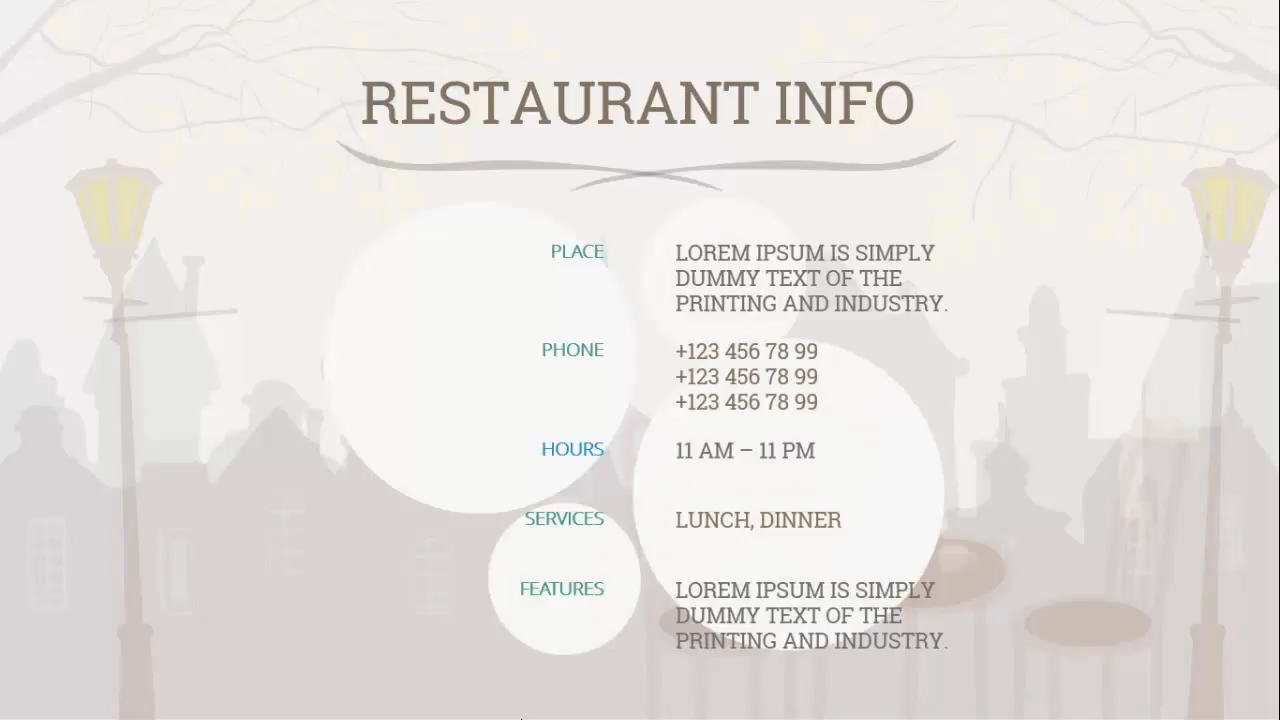 RESTAURANT INFO
PLACE
LOREM IPSUM IS SIMPLY
DUMMY TEXT OF THE
PRINTING AND INDUSTRY.
PHONE
+123 456 78 99
+123 456 78 99
+123 456 78 99
HOURS
11 AM – 11 PM
SERVICES
LUNCH, DINNER
FEATURES
LOREM IPSUM IS SIMPLY
DUMMY TEXT OF THE
PRINTING AND INDUSTRY.